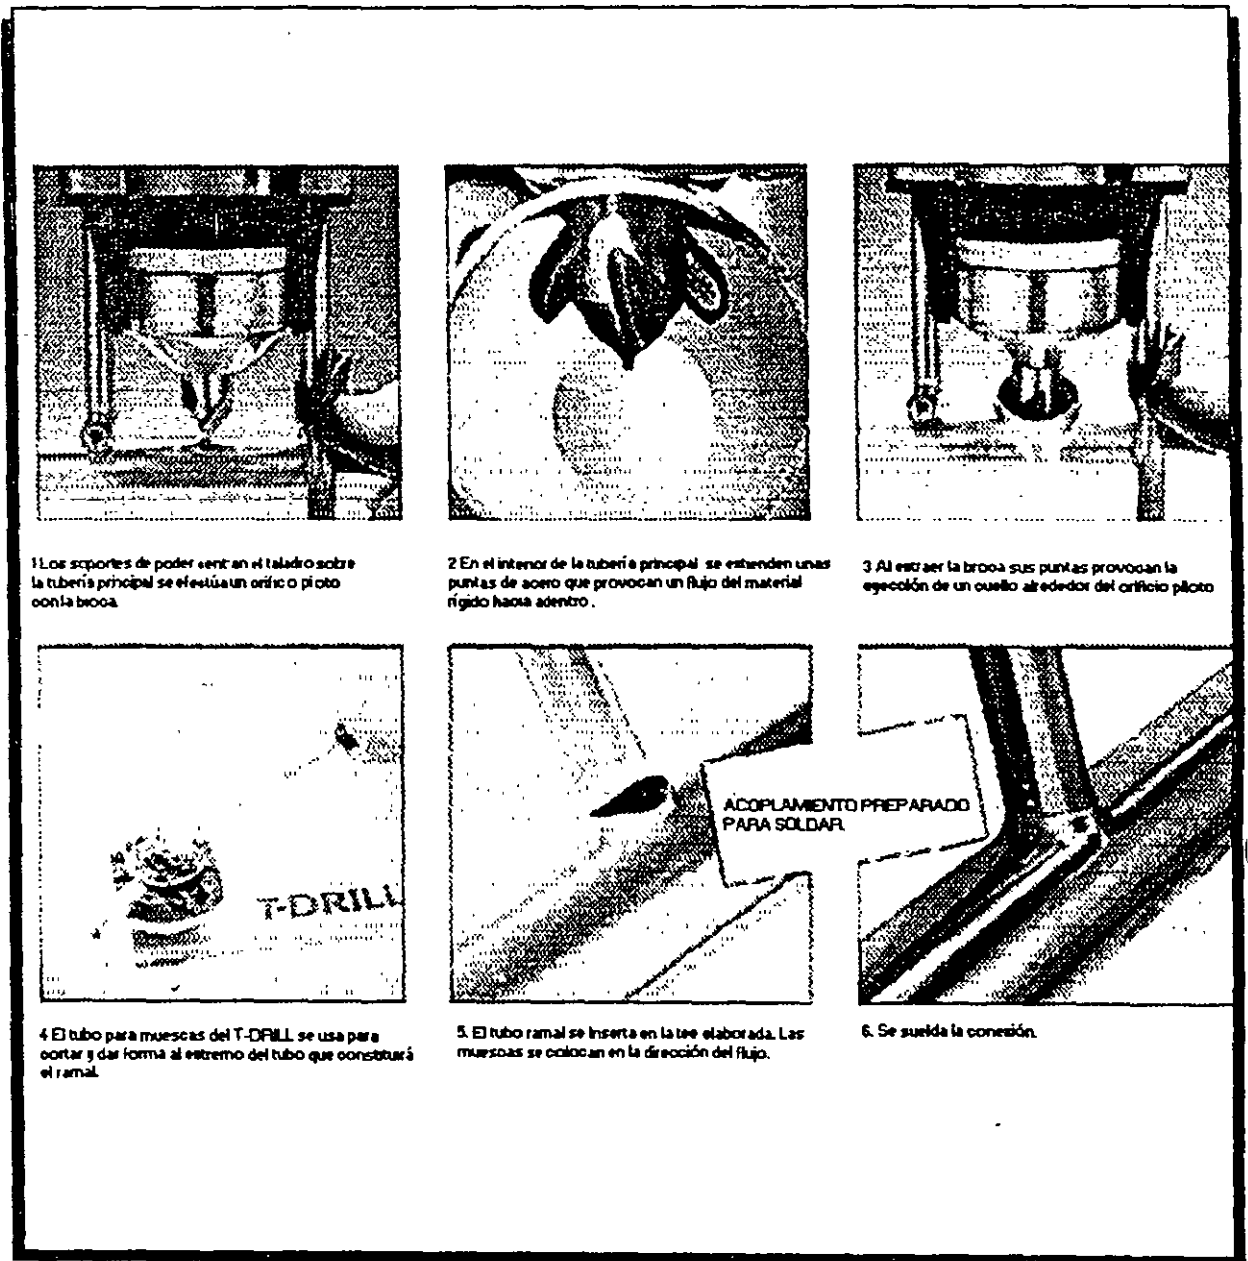 1 Los soportes de poder centran el taladro sobre
la tubería principal se efectúa un orificio piloto
con la broca.
2 En el interior de la tubería principal se extienden unas
puntas de acero que provocan un flujo del material
rígido hacia adentro .
3 Al extraer la broca sus puntas provocan la
ejecolón de un cuello alrededor del orificio piloto
T-DRILL
ACOPLAMIENTO PREPARADO
PARA SOLDAR.
4 El tubo para muescas del T-DRILL se usa para
cortar y dar forma al extremo del tubo que constituirá
el ramal.
5. El tubo ramal se Inserta en la tee elaborada. Las
muescas se colocan en la dirección del flujo.
6. Se suelda la conexión.